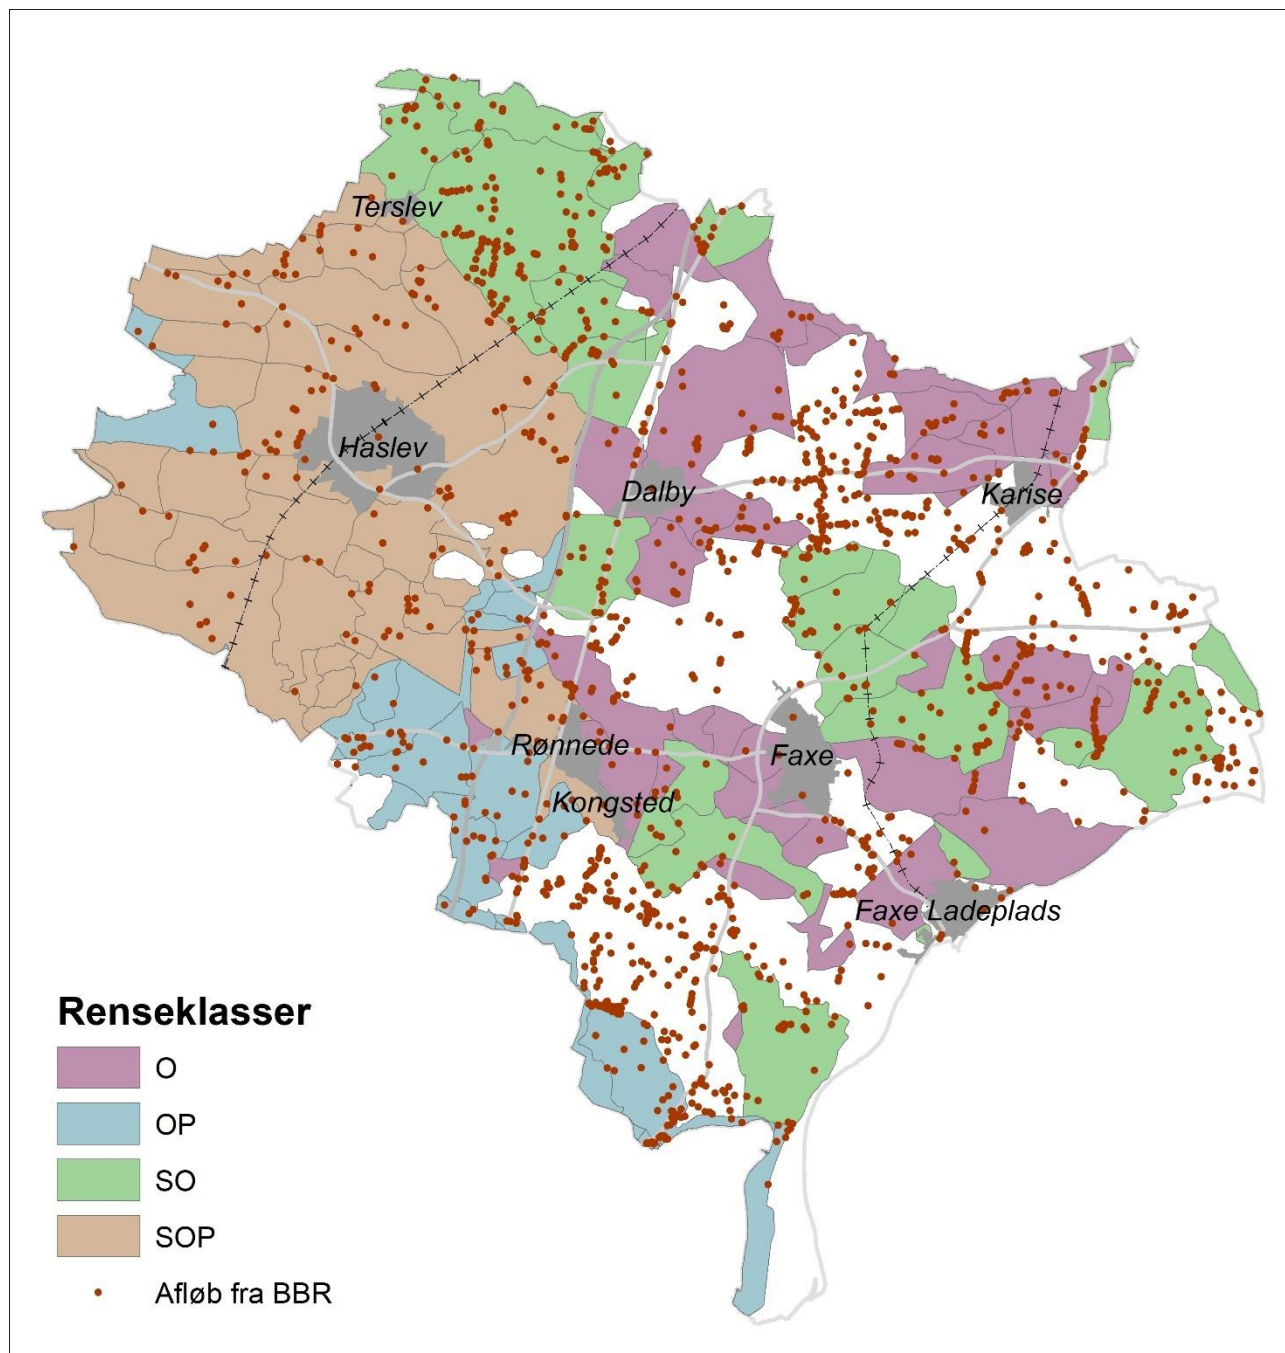 Terslev
Haslev
Dalby
Karise
Rønnede
Faxe
Kongsted
Faxe Ladeplads
Renseklasser
O
OP
SO
SOP
Afløb fra BBR